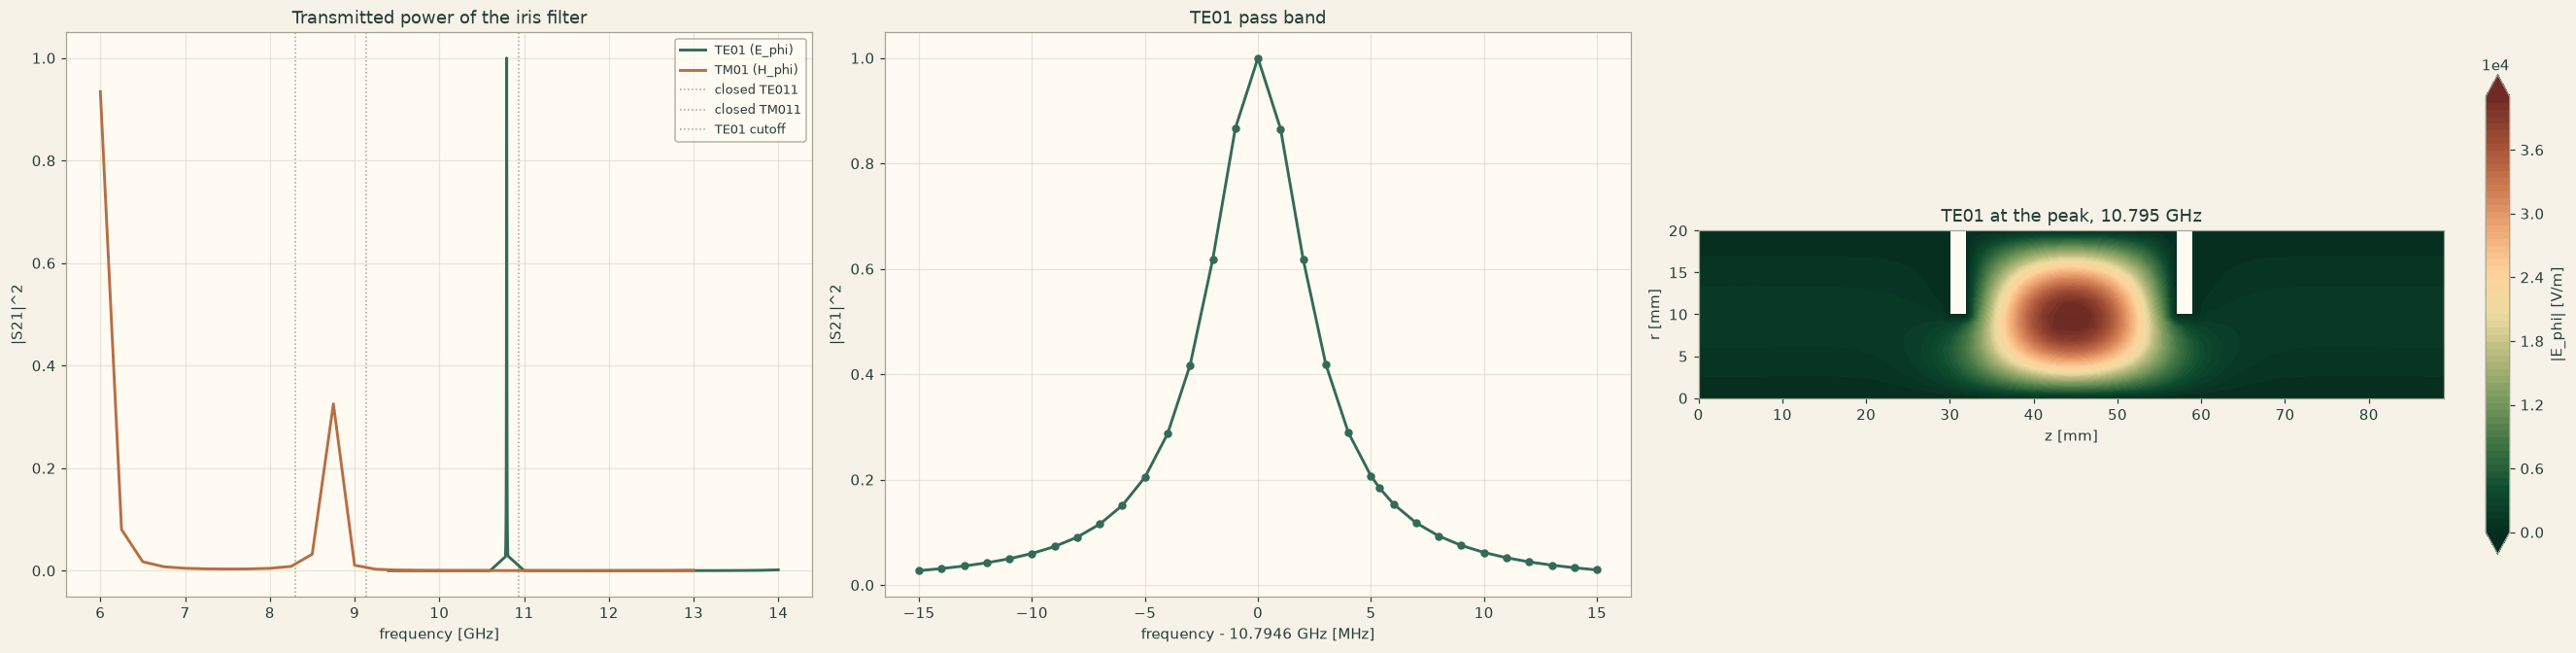 Transmitted power of the iris filter
1.0
0.8
0.6
0.4
0.2
0.0
|S21|^2
6 7 8 9 10 11 12 13 14
frequency [GHz]
TE01 (E_phi)
TM01 (H_phi)
closed TE011
closed TM011
TE01 cutoff
TE01 pass band
1.0
0.8
0.6
0.4
0.2
0.0
|S21|^2
−15 −10 −5 0 5 10 15
frequency - 10.7946 GHz [MHz]
TE01 at the peak, 10.795 GHz
20
15
10
5
0
r [mm]
0 10 20 30 40 50 60 70 80
z [mm]
1e4
3.6
3.0
2.4
1.8
1.2
0.6
0.0
|E_phi| [V/m]